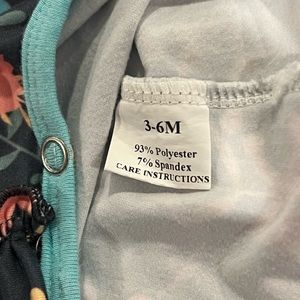 3-6M
93% Polyester
7% Spandex
CARE INSTRUCTIONS